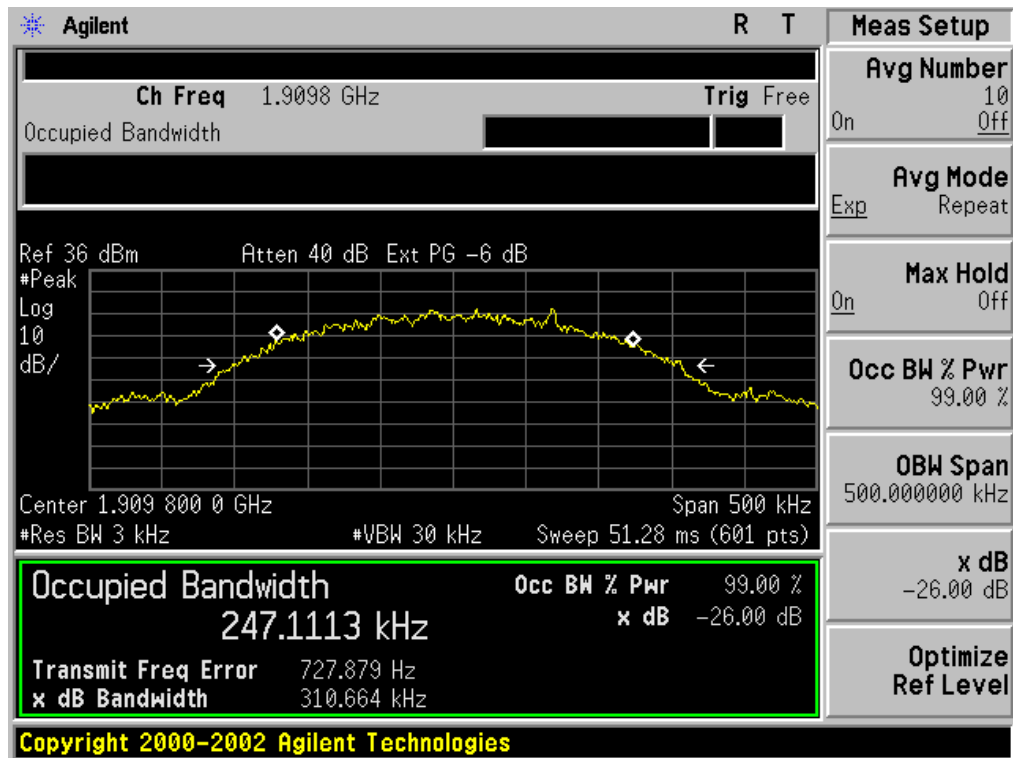 Agilent R T
Ch Freq 1.9098 GHz Trig Free
Occupied Bandwidth
Ref 36 dBm Atten 40 dB Ext PG -6 dB
#Peak
Log
10
dB/
Center 1.909 800 0 GHz Span 500 kHz
#Res BW 3 kHz #VBW 30 kHz Sweep 51.28 ms (601 pts)
Occupied Bandwidth Occ BW % Pwr 99.00 %
247.1113 kHz x dB -26.00 dB
Transmit Freq Error 727.879 Hz
x dB Bandwidth 310.664 kHz
Copyright 2000-2002 Agilent Technologies
Meas Setup
Avg Number
10
On Off
Avg Mode
Exp Repeat
Max Hold
On Off
Occ BW % Pwr
99.00 %
OBW Span
500.000000 kHz
x dB
-26.00 dB
Optimize
Ref Level